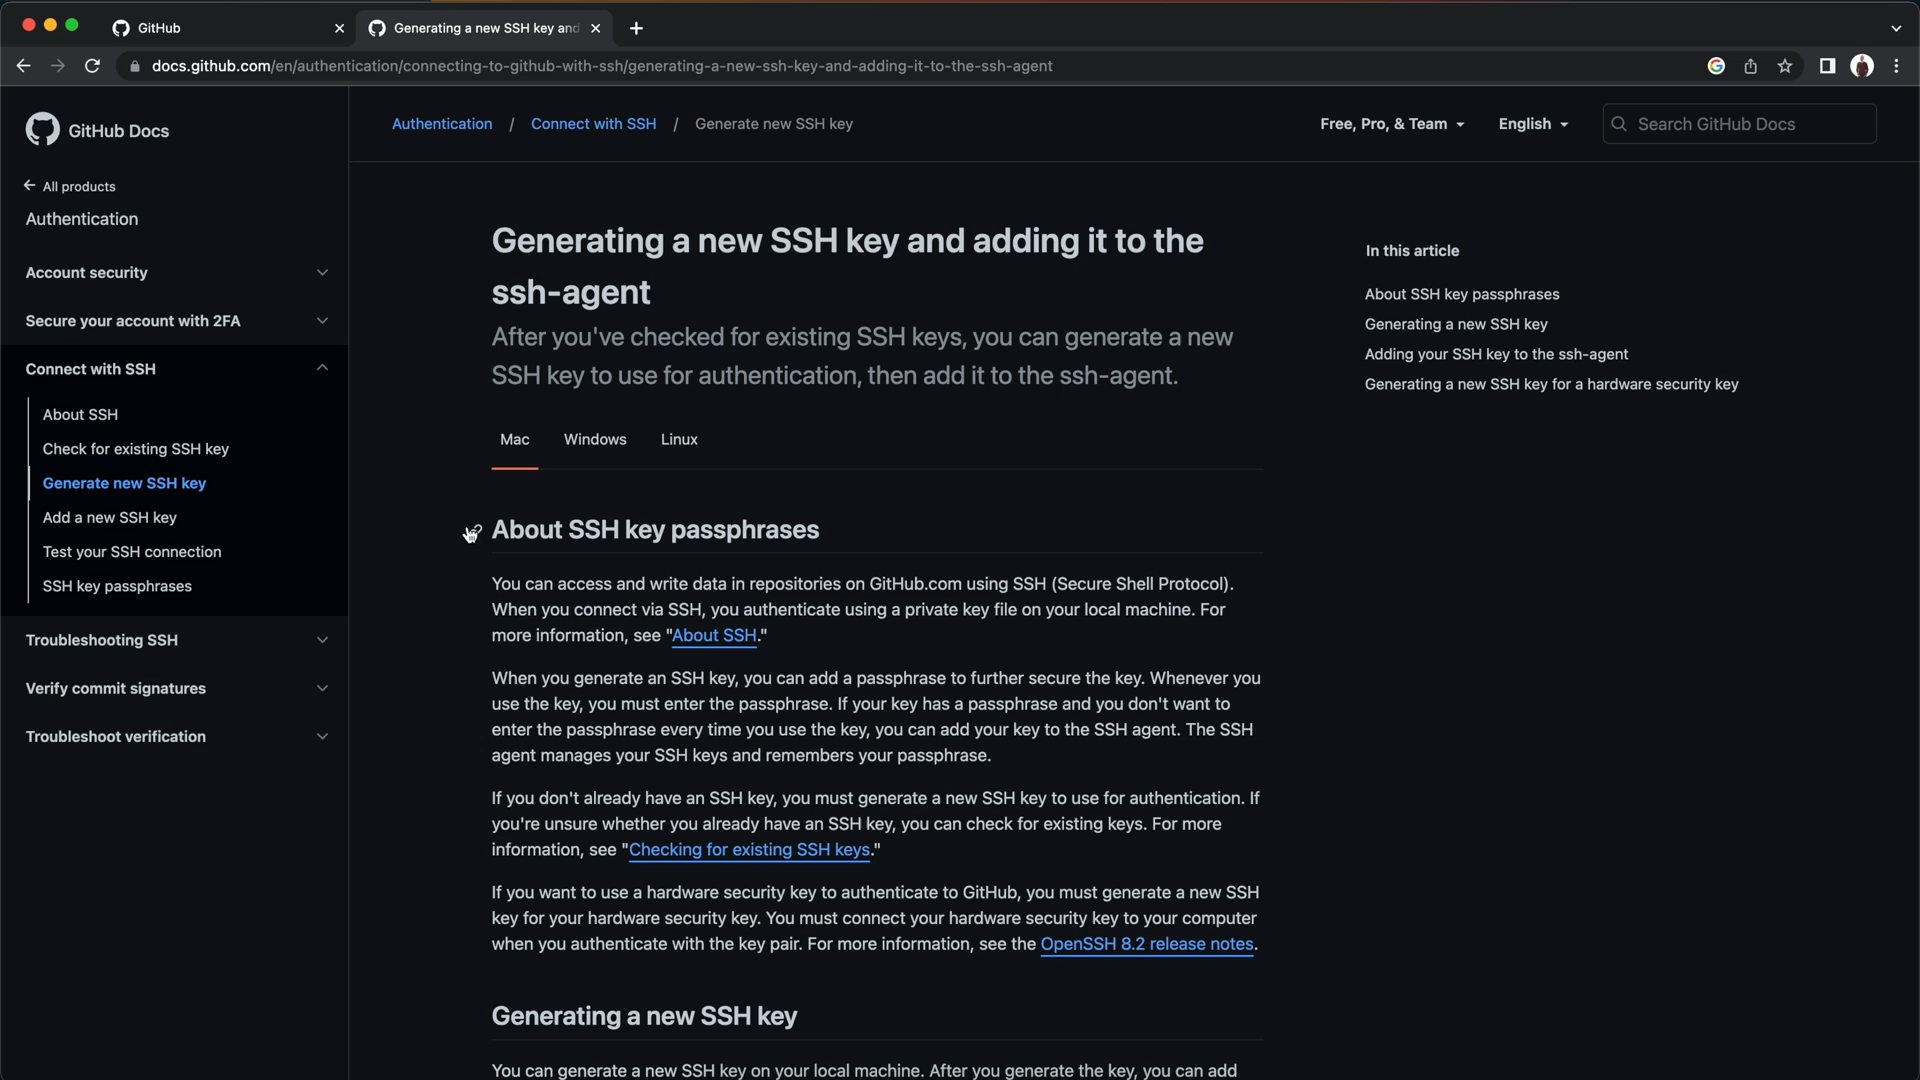 GitHub
Generating a new SSH key and
docs.github.com/en/authentication/connecting-to-github-with-ssh/generating-a-new-ssh-key-and-adding-it-to-the-ssh-agent
GitHub Docs
All products
Authentication
Account security
Secure your account with 2FA
Connect with SSH
About SSH
Check for existing SSH key
Generate new SSH key
Add a new SSH key
Test your SSH connection
SSH key passphrases
Troubleshooting SSH
Verify commit signatures
Troubleshoot verification
Authentication / Connect with SSH / Generate new SSH key
Free, Pro, & Team
English
Search GitHub Docs
Generating a new SSH key and adding it to the
ssh-agent
After you've checked for existing SSH keys, you can generate a new
SSH key to use for authentication, then add it to the ssh-agent.
Mac Windows Linux
About SSH key passphrases
You can access and write data in repositories on GitHub.com using SSH (Secure Shell Protocol).
When you connect via SSH, you authenticate using a private key file on your local machine. For
more information, see "About SSH."
When you generate an SSH key, you can add a passphrase to further secure the key. Whenever you
use the key, you must enter the passphrase. If your key has a passphrase and you don't want to
enter the passphrase every time you use the key, you can add your key to the SSH agent. The SSH
agent manages your SSH keys and remembers your passphrase.
If you don't already have an SSH key, you must generate a new SSH key to use for authentication. If
you're unsure whether you already have an SSH key, you can check for existing keys. For more
information, see "Checking for existing SSH keys."
If you want to use a hardware security key to authenticate to GitHub, you must generate a new SSH
key for your hardware security key. You must connect your hardware security key to your computer
when you authenticate with the key pair. For more information, see the OpenSSH 8.2 release notes.
Generating a new SSH key
You can generate a new SSH key on your local machine. After you generate the key, you can add
In this article
About SSH key passphrases
Generating a new SSH key
Adding your SSH key to the ssh-agent
Generating a new SSH key for a hardware security key